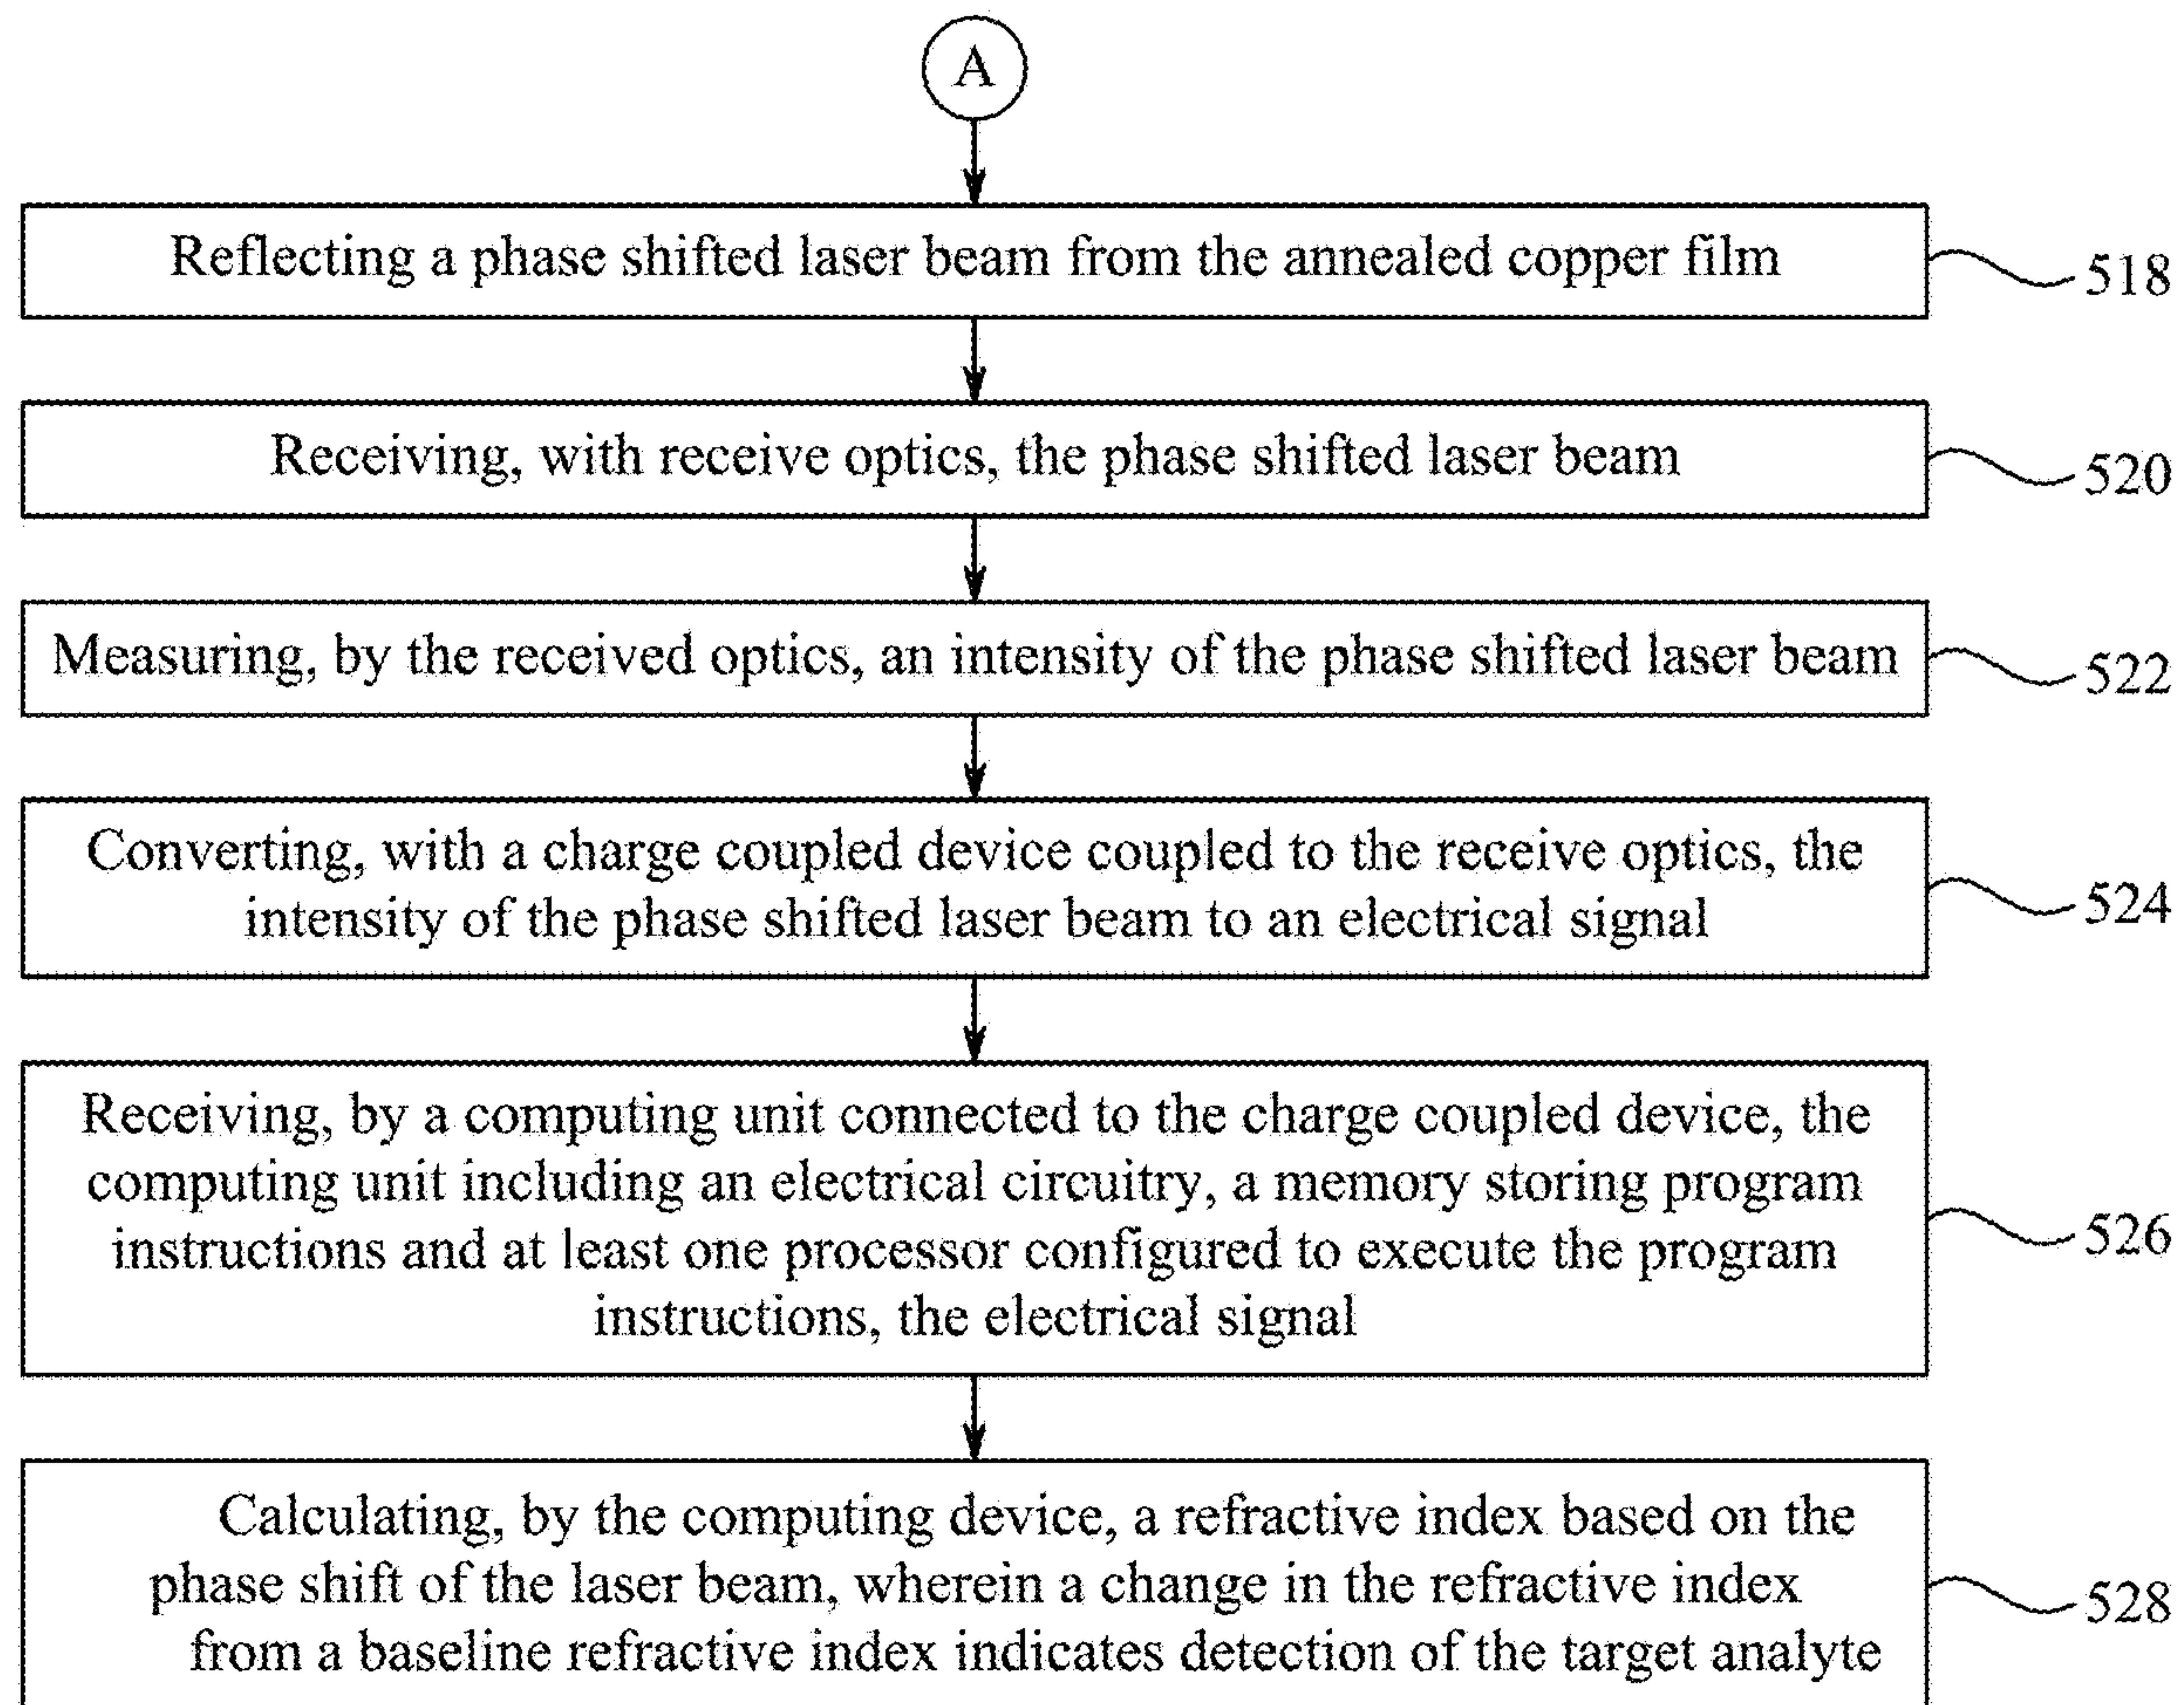 A
Reflecting a phase shifted laser beam from the annealed copper film
518
Receiving, with receive optics, the phase shifted laser beam
520
Measuring, by the received optics, an intensity of the phase shifted laser beam
522
Converting, with a charge coupled device coupled to the receive optics, the
intensity of the phase shifted laser beam to an electrical signal
524
Receiving, by a computing unit connected to the charge coupled device, the
computing unit including an electrical circuitry, a memory storing program
instructions and at least one processor configured to execute the program
instructions, the electrical signal
526
Calculating, by the computing device, a refractive index based on the
phase shift of the laser beam, wherein a change in the refractive index
from a baseline refractive index indicates detection of the target analyte
528